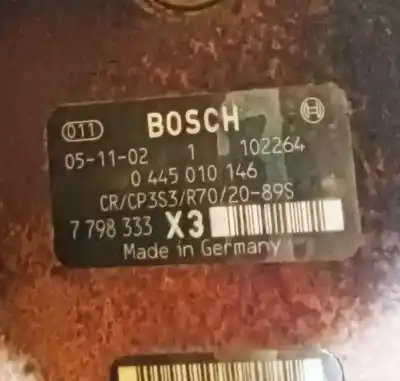 011 BOSCH
05-11-02 1 102264
0 445 010 146
CR/CP3S3/R70/20-89S
7 798 333 X3
Made in Germany